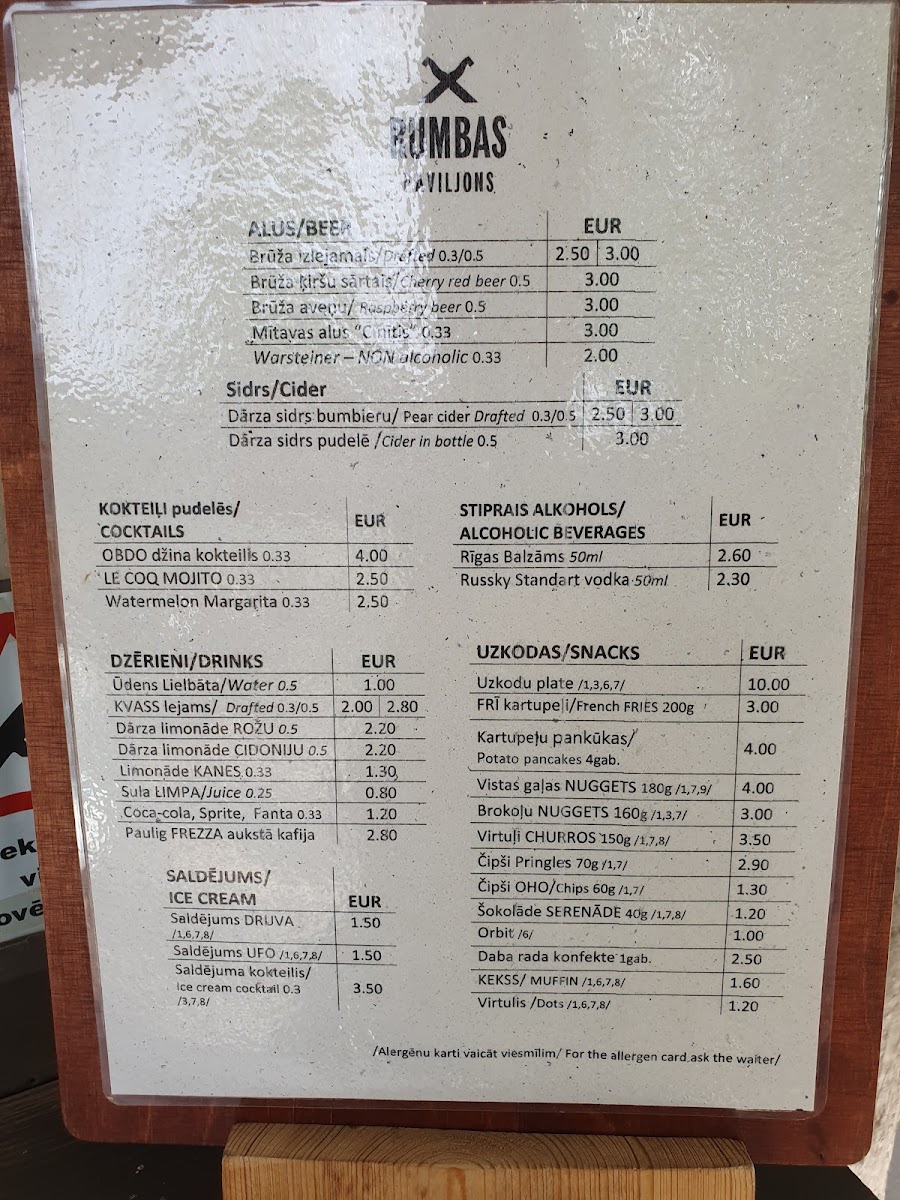 RUMBAS
PAVILJONS
ALUS/BEER EUR
Brūža izlejamais/Drafted 0.3/0.5 2.50 3.00
Brūža ķiršu sārtais/Cherry red beer 0.5 3.00
Brūža aveņu/ Raspberry beer 0.5 3.00
Mītavas alus "Cinītis" 0.33 3.00
Warsteiner – NON alcoholic 0.33 2.00
Sidrs/Cider EUR
Dārza sidrs bumbieru/ Pear cider Drafted 0.3/0.5 2.50 3.00
Dārza sidrs pudelē /Cider in bottle 0.5 3.00
KOKTEIĻI pudelēs/
COCKTAILS EUR
OBDO džina kokteilis 0.33 4.00
LE COQ MOJITO 0.33 2.50
Watermelon Margarita 0.33 2.50
STIPRAIS ALKOHOLS/
ALCOHOLIC BEVERAGES EUR
Rīgas Balzāms 50ml 2.60
Russky Standart vodka 50ml 2.30
DZĒRIENI/DRINKS EUR
Ūdens Lielbāta/Water 0.5 1.00
KVASS lejams/ Drafted 0.3/0.5 2.00 2.80
Dārza limonāde ROŽU 0.5 2.20
Dārza limonāde CIDONIJU 0.5 2.20
Limonāde KANES 0.33 1.30
Sula LIMPA/Juice 0.25 0.80
Coca-cola, Sprite, Fanta 0.33 1.20
Paulig FREZZA aukstā kafija 2.80
SALDĒJUMS/
ICE CREAM EUR
Saldējums DRUVA 1.50
/1,6,7,8/
Saldējums UFO /1,6,7,8/ 1.50
Saldējuma kokteilis/
Ice cream cocktail 0.3 3.50
/3,7,8/
UZKODAS/SNACKS EUR
Uzkodu plate /1,3,6,7/ 10.00
FRĪ kartupeļi/French FRIES 200g 3.00
Kartupeļu pankūkas/
Potato pancakes 4gab. 4.00
Vistas gaļas NUGGETS 180g /1,7,9/ 4.00
Brokoļu NUGGETS 160g /1,3,7/ 3.00
Virtuļi CHURROS 150g /1,7,8/ 3.50
Čipši Pringles 70g /1,7/ 2.90
Čipši OHO/Chips 60g /1,7/ 1.30
Šokolāde SERENĀDE 40g /1,7,8/ 1.20
Orbit /6/ 1.00
Daba rada konfekte 1gab. 2.50
KEKSS/ MUFFIN /1,6,7,8/ 1.60
Virtulis /Dots /1,6,7,8/ 1.20
/Alergēnu karti vaicāt viesmīlim/ For the allergen card ask the waiter/